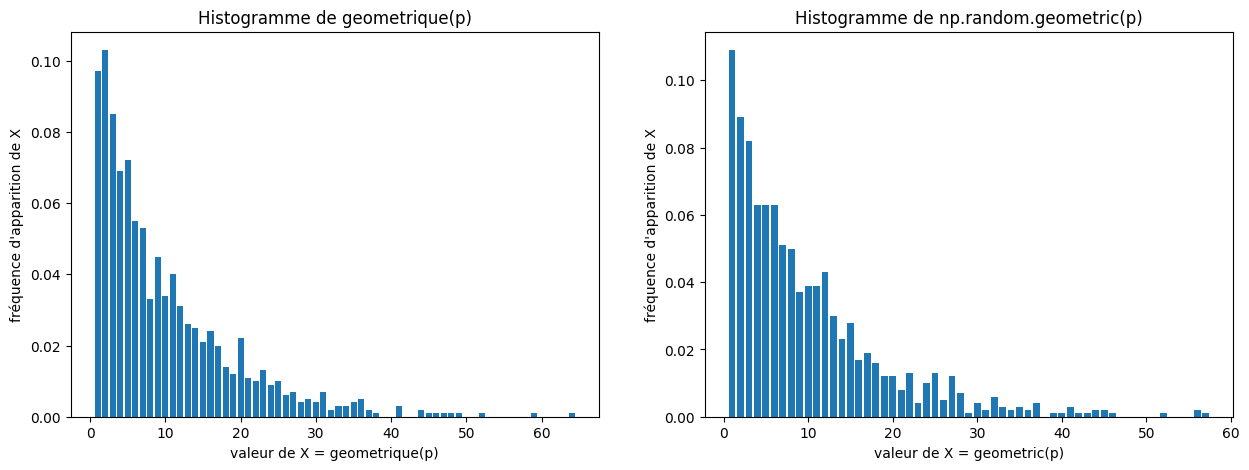 Histogramme de geometrique(p)
fréquence d'apparition de X
0.10
0.08
0.06
0.04
0.02
0.00
0 10 20 30 40 50 60
valeur de X = geometrique(p)
Histogramme de np.random.geometric(p)
fréquence d'apparition de X
0.10
0.08
0.06
0.04
0.02
0.00
0 10 20 30 40 50 60
valeur de X = geometric(p)